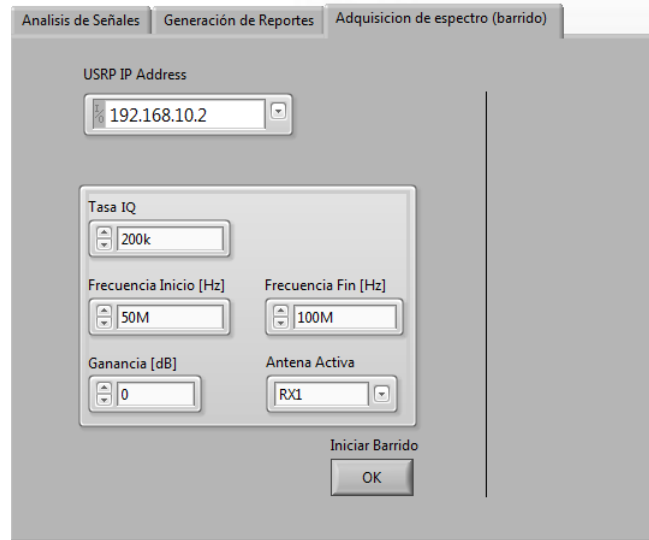 Analisis de Señales
Generación de Reportes
Adquisicion de espectro (barrido)
USRP IP Address
I/O 192.168.10.2
Tasa IQ
200k
Frecuencia Inicio [Hz]
Frecuencia Fin [Hz]
50M
100M
Ganancia [dB]
Antena Activa
0
RX1
Iniciar Barrido
OK